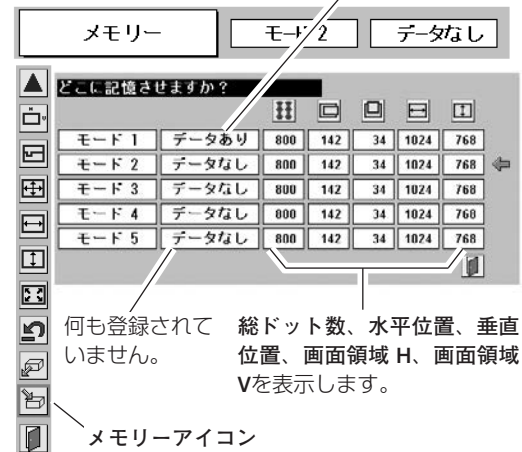 メモリー モード 2 データなし
どこに記憶させますか？
モード 1 データあり 800 142 34 1024 768
モード 2 データなし 800 142 34 1024 768
モード 3 データなし 800 142 34 1024 768
モード 4 データなし 800 142 34 1024 768
モード 5 データなし 800 142 34 1024 768
何も登録されて
いません。
総ドット数、水平位置、垂直
位置、画面領域 H、画面領域
Vを表示します。
メモリーアイコン